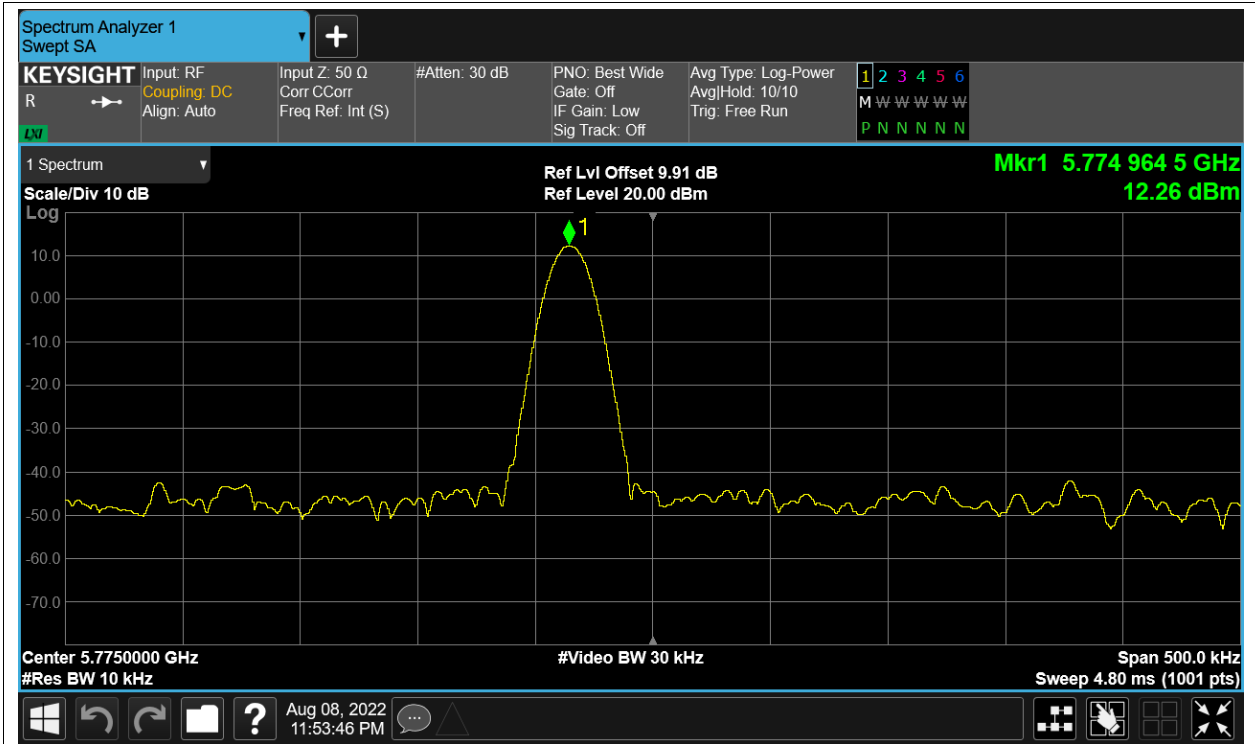 Spectrum Analyzer 1
Swept SA
KEYSIGHT
R
LXI
Input: RF
Coupling: DC
Align: Auto
Input Z: 50 Ω
Corr CCorr
Freq Ref: Int (S)
#Atten: 30 dB
PNO: Best Wide
Gate: Off
IF Gain: Low
Sig Track: Off
Avg Type: Log-Power
Avg|Hold: 10/10
Trig: Free Run
1 2 3 4 5 6
M W W W W W
P N N N N N
1 Spectrum
Scale/Div 10 dB
Log
Ref Lvl Offset 9.91 dB
Ref Level 20.00 dBm
Mkr1 5.774 964 5 GHz
12.26 dBm
1
10.0
0.00
-10.0
-20.0
-30.0
-40.0
-50.0
-60.0
-70.0
Center 5.7750000 GHz
#Res BW 10 kHz
#Video BW 30 kHz
Span 500.0 kHz
Sweep 4.80 ms (1001 pts)
?
Aug 08, 2022
11:53:46 PM